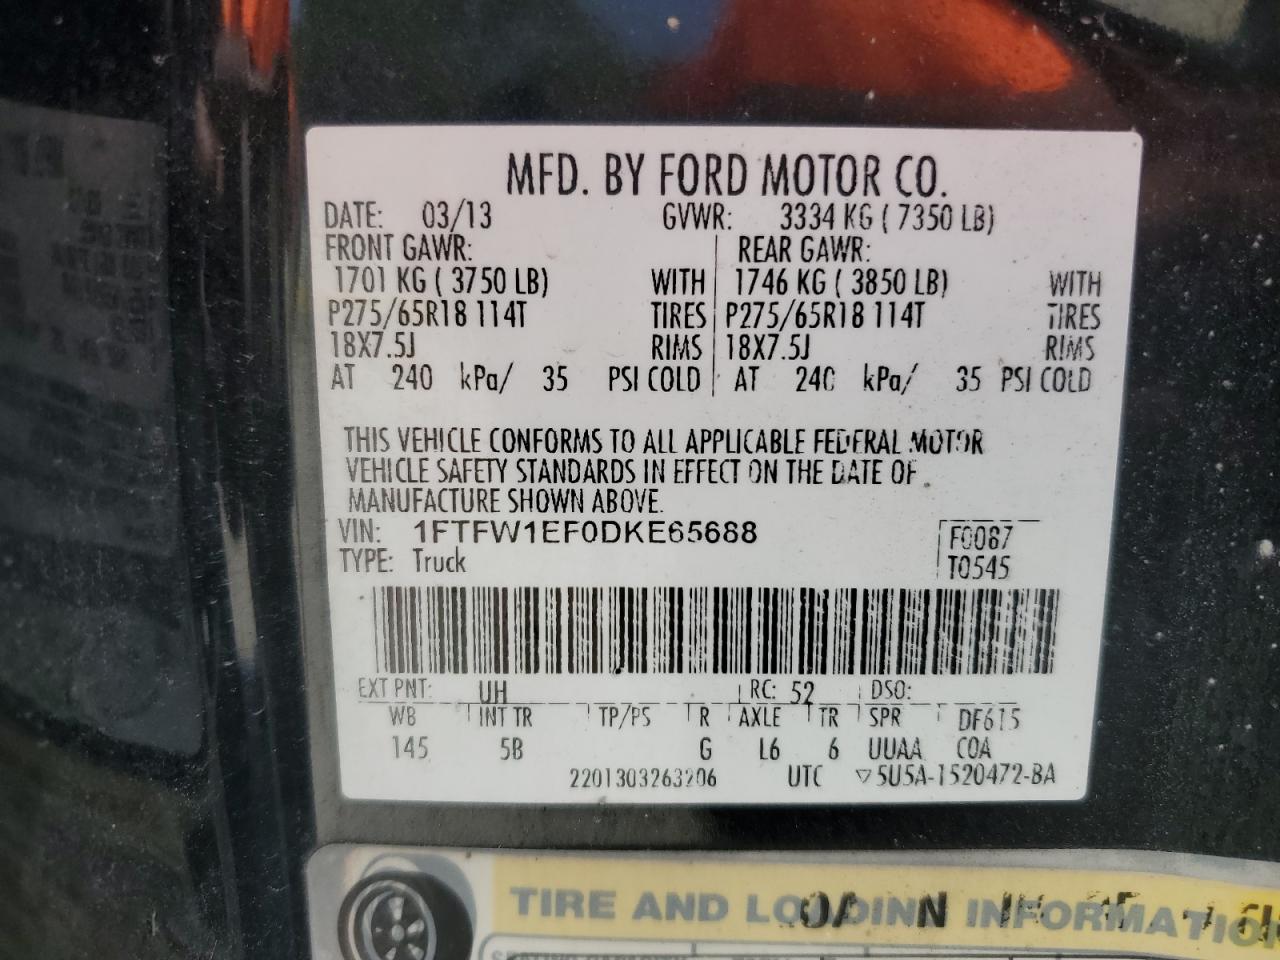 MFD. BY FORD MOTOR CO.
DATE: 03/13 GVWR: 3334 KG ( 7350 LB)
FRONT GAWR: REAR GAWR:
1701 KG ( 3750 LB) WITH 1746 KG ( 3850 LB) WITH
P275/65R18 114T TIRES P275/65R18 114T TIRES
18X7.5J RIMS 18X7.5J RIMS
AT 240 kPa/ 35 PSI COLD AT 240 kPa/ 35 PSI COLD
THIS VEHICLE CONFORMS TO ALL APPLICABLE FEDERAL MOTOR
VEHICLE SAFETY STANDARDS IN EFFECT ON THE DATE OF
MANUFACTURE SHOWN ABOVE.
VIN: 1FTFW1EF0DKE65688 F0087
TYPE: Truck T0545
EXT PNT: UH RC: 52 DSO:
WB INT TR TP/PS R AXLE TR SPR DF615
145 5B G L6 6 UUAA COA
2201303263206 UTC ▽5U5A-1520472-BA
TIRE AND LOADING INFORMATION